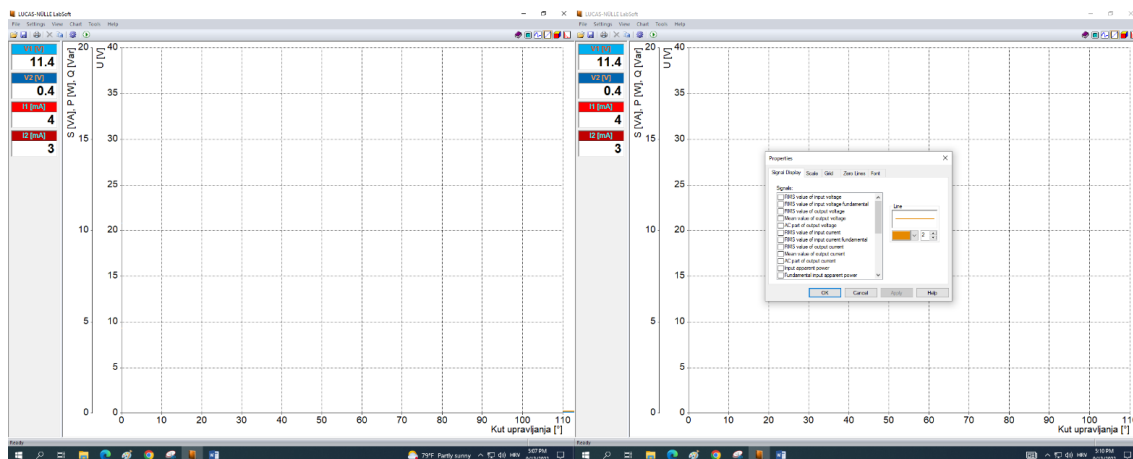 LUCAS-NÜLLE LabSoft
File Settings View Chart Tools Help
V1 [V]
11.4
V2 [V]
0.4
I1 [mA]
4
I2 [mA]
3
S [VA], P [W], Q [Var]
20
15
10
5
0
U [V]
40
35
30
25
20
15
10
5
0
0 10 20 30 40 50 60 70 80 90 100 110
Kut upravljanja [°]
Ready
79°F Partly sunny
HRV
3:07 PM
LUCAS-NÜLLE LabSoft
File Settings View Chart Tools Help
V1 [V]
11.4
V2 [V]
0.4
I1 [mA]
4
I2 [mA]
3
S [VA], P [W], Q [Var]
20
15
10
5
0
U [V]
40
35
30
25
20
15
10
5
0
Properties
Signal Display Scale Grid Zero Lines Font
Signals:
RMS value of input voltage
RMS value of input voltage fundamental
RMS value of output voltage
Mean value of output voltage
AC part of output voltage
RMS value of input current
RMS value of input current fundamental
RMS value of output current
Mean value of output current
AC part of output current
Input apparent power
Fundamental input apparent power
Line
2
OK Cancel Apply Help
0 10 20 30 40 50 60 70 80 90 100 11
Kut upravljanja [°]
Ready
HRV
3:10 PM